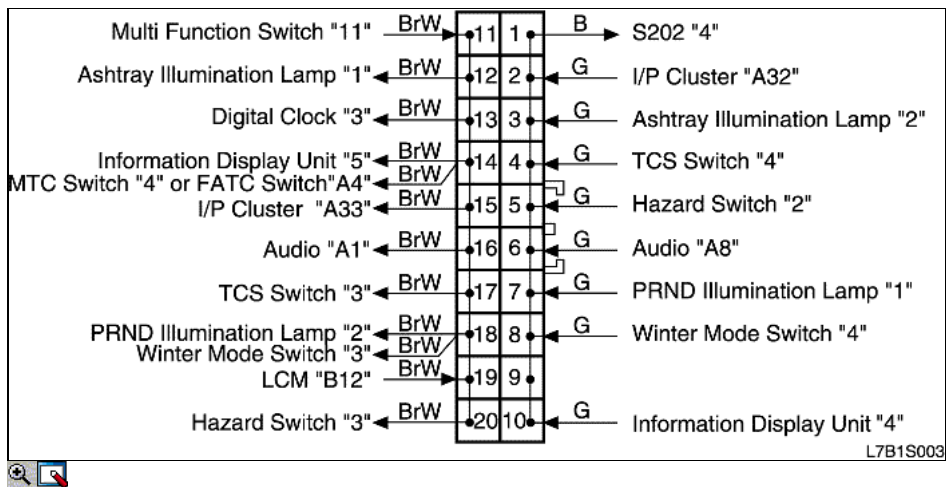 Multi Function Switch "11" BrW 11 1 B S202 "4"
Ashtray Illumination Lamp "1" BrW 12 2 G I/P Cluster "A32"
Digital Clock "3" BrW 13 3 G Ashtray Illumination Lamp "2"
Information Display Unit "5" BrW 14 4 G TCS Switch "4"
MTC Switch "4" or FATC Switch"A4" BrW
I/P Cluster "A33" BrW 15 5 G Hazard Switch "2"
Audio "A1" BrW 16 6 G Audio "A8"
TCS Switch "3" BrW 17 7 G PRND Illumination Lamp "1"
PRND Illumination Lamp "2" BrW 18 8 G Winter Mode Switch "4"
Winter Mode Switch "3" BrW
LCM "B12" BrW 19 9
Hazard Switch "3" BrW 20 10 G Information Display Unit "4"
L7B1S003